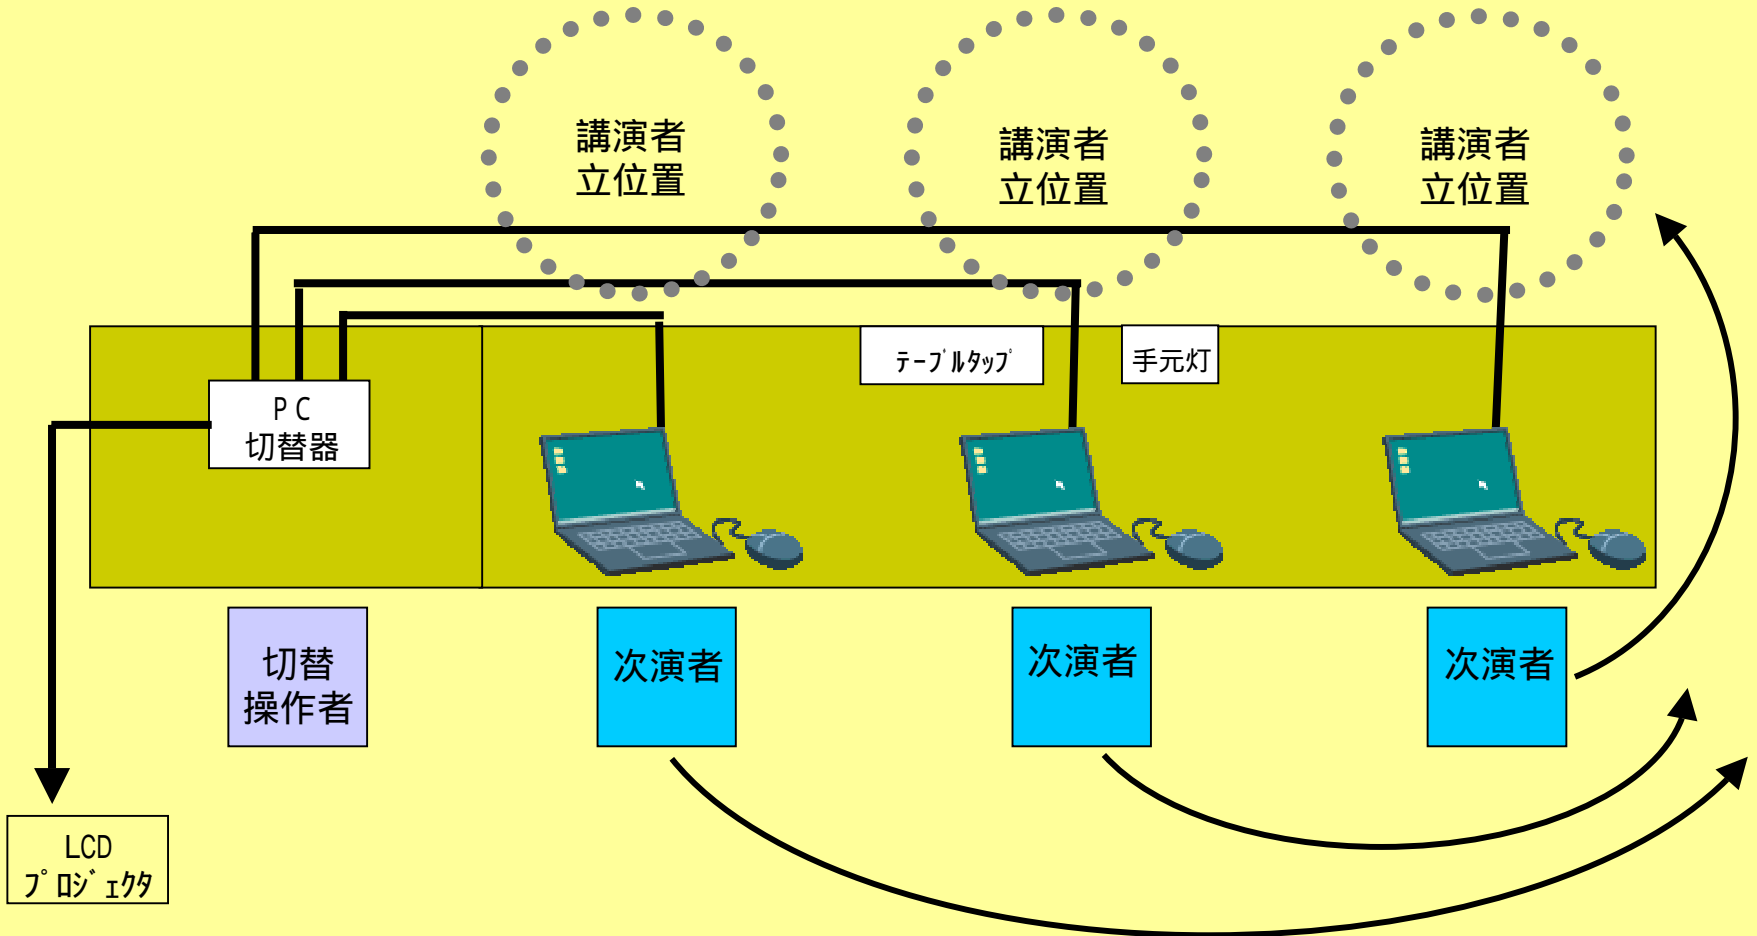 講演者
立位置
講演者
立位置
講演者
立位置
ﾃｰﾌﾞﾙﾀｯﾌﾟ
手元灯
ＰＣ
切替器
切替
操作者
次演者
次演者
次演者
LCD
ﾌﾟﾛｼﾞｪｸﾀ